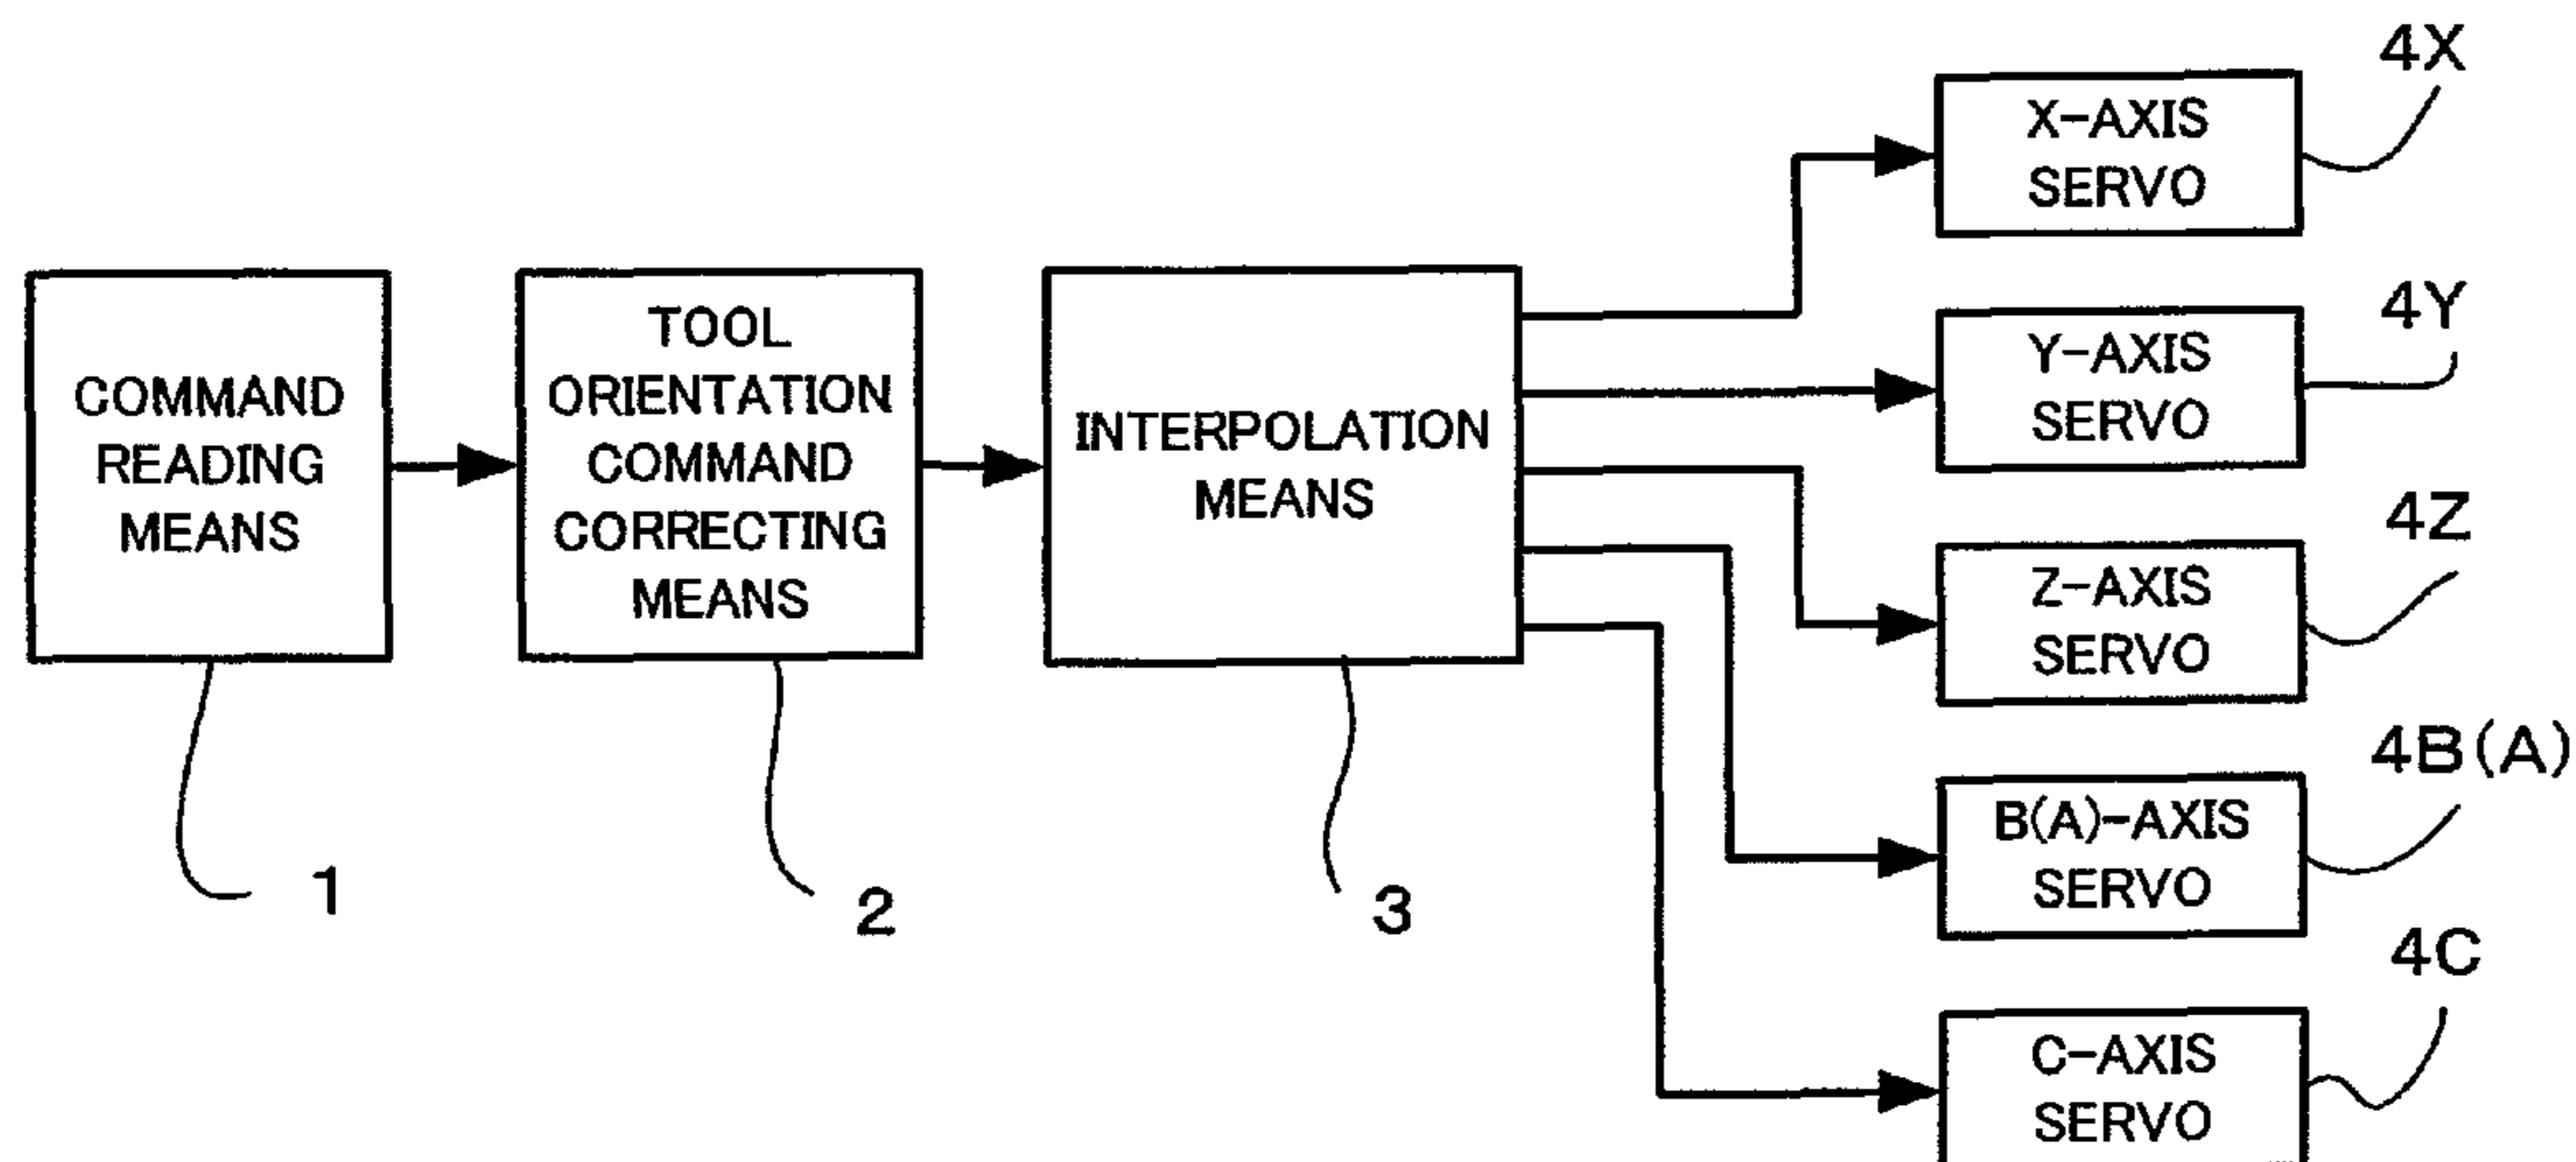 COMMAND
READING
MEANS
1
TOOL
ORIENTATION
COMMAND
CORRECTING
MEANS
2
INTERPOLATION
MEANS
3
4X
X-AXIS
SERVO
4Y
Y-AXIS
SERVO
4Z
Z-AXIS
SERVO
4B(A)
B(A)-AXIS
SERVO
4C
C-AXIS
SERVO